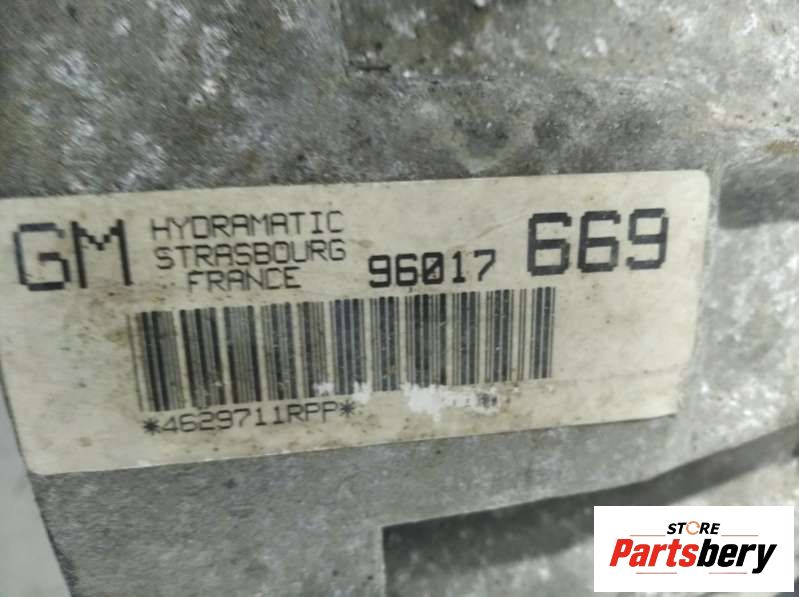 GM HYDRAMATIC
STRASBOURG
FRANCE 96017 669
*4629711RPP*
STORE
Partsbery